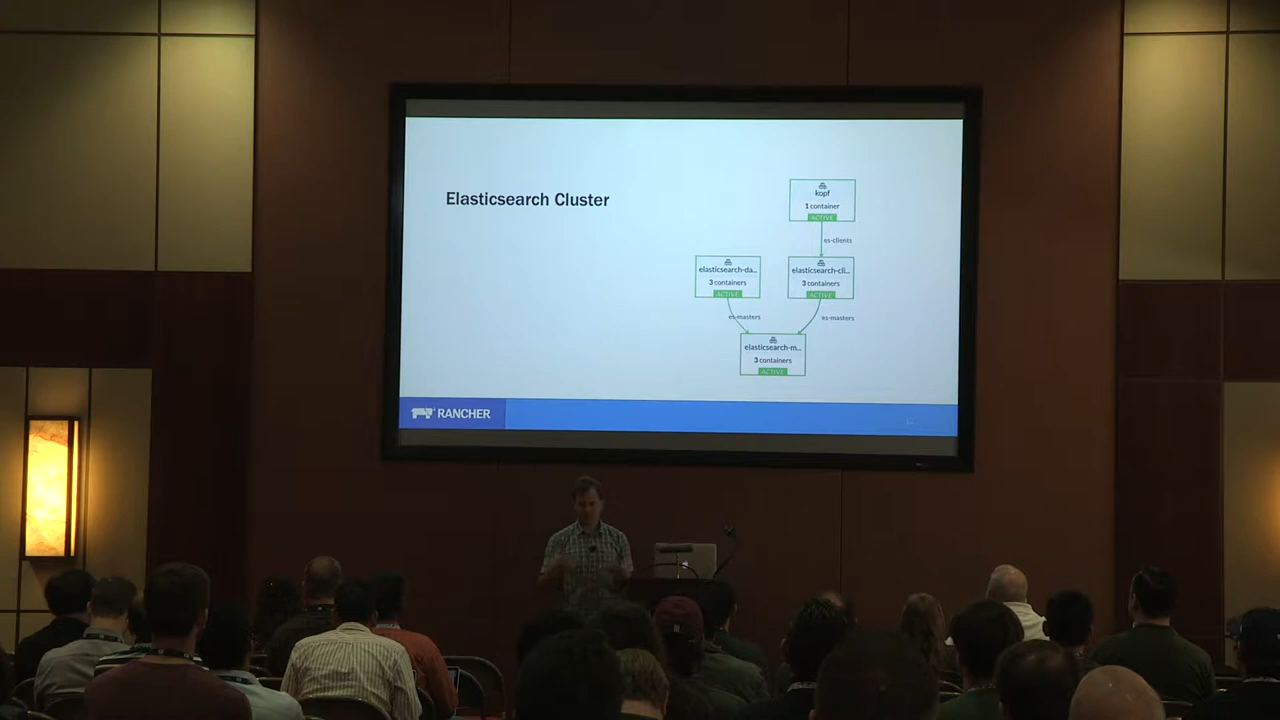 Elasticsearch Cluster
kopf
1 container
ACTIVE
es-clients
elasticsearch-da...
3 containers
ACTIVE
elasticsearch-cli...
3 containers
ACTIVE
es-masters
es-masters
elasticsearch-m...
3 containers
ACTIVE
RANCHER